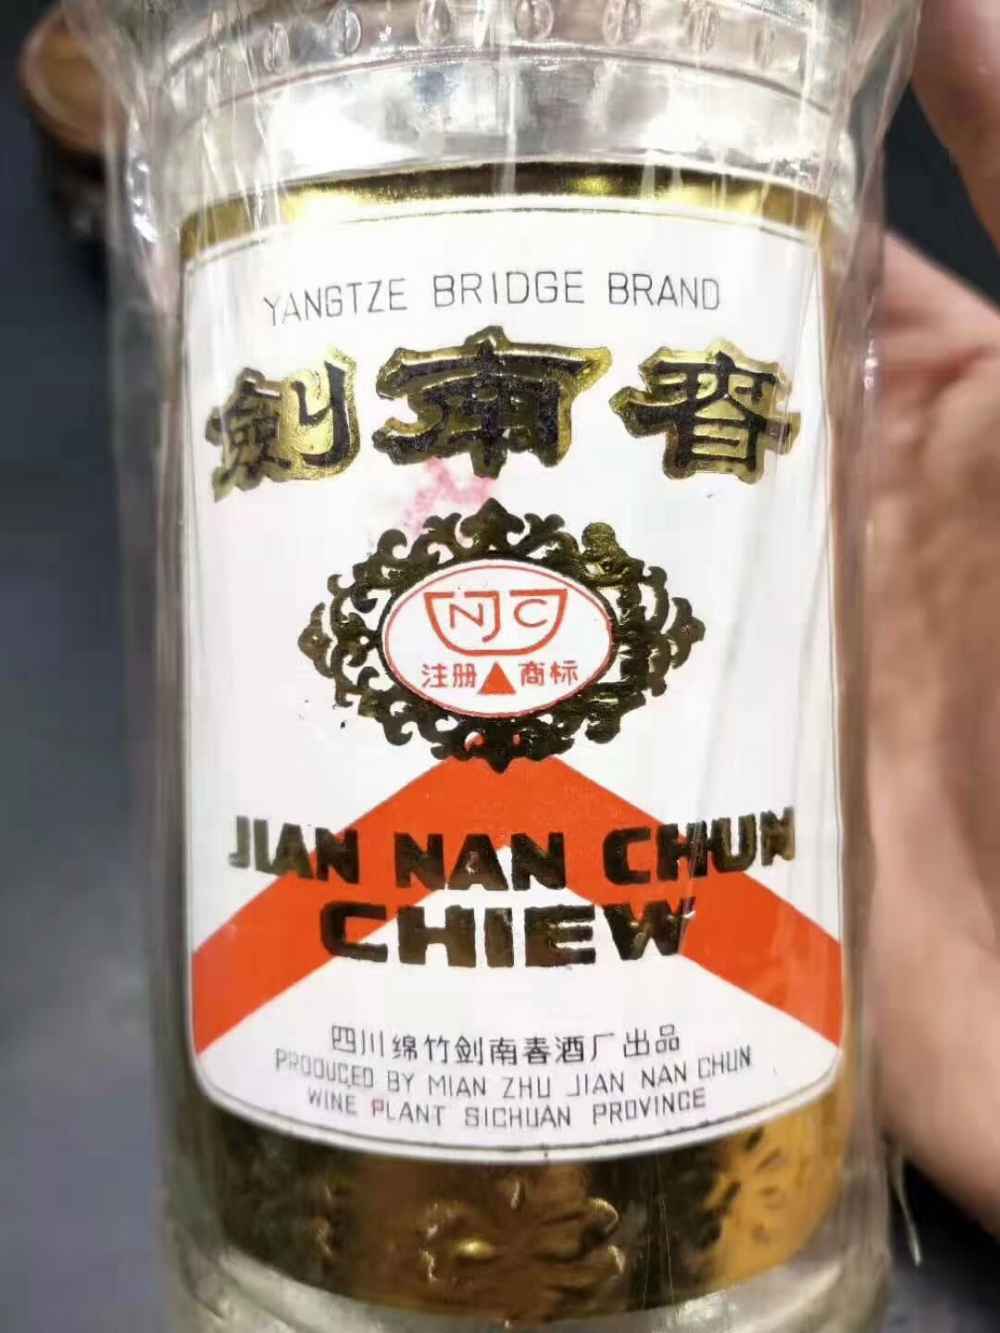 YANGTZE BRIDGE BRAND
劍南春
NJC
注册 商标
JIAN NAN CHUN
CHIEW
四川绵竹剑南春酒厂出品
PRODUCED BY MIAN ZHU JIAN NAN CHUN
WINE PLANT SICHUAN PROVINCE